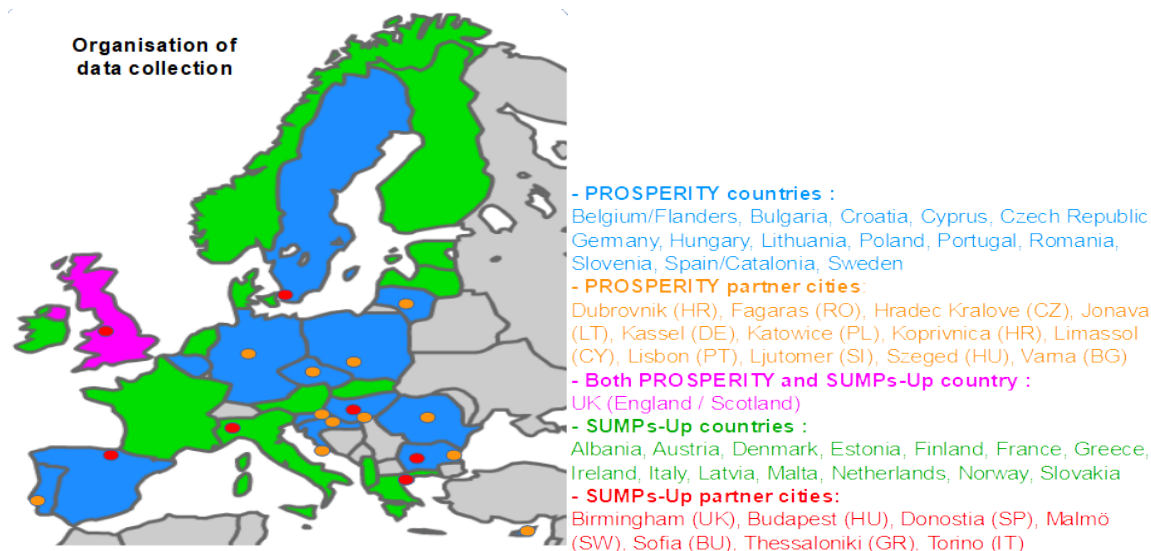 Organisation of
data collection
- PROSPERITY countries :
Belgium/Flanders, Bulgaria, Croatia, Cyprus, Czech Republic
Germany, Hungary, Lithuania, Poland, Portugal, Romania,
Slovenia, Spain/Catalonia, Sweden
- PROSPERITY partner cities:
Dubrovnik (HR), Fagaras (RO), Hradec Kralove (CZ), Jonava
(LT), Kassel (DE), Katowice (PL), Koprivnica (HR), Limassol
(CY), Lisbon (PT), Ljutomer (SI), Szeged (HU), Varna (BG)
- Both PROSPERITY and SUMPs-Up country :
UK (England / Scotland)
- SUMPs-Up countries :
Albania, Austria, Denmark, Estonia, Finland, France, Greece,
Ireland, Italy, Latvia, Malta, Netherlands, Norway, Slovakia
- SUMPs-Up partner cities:
Birmingham (UK), Budapest (HU), Donostia (SP), Malmö
(SW), Sofia (BU), Thessaloniki (GR), Torino (IT)